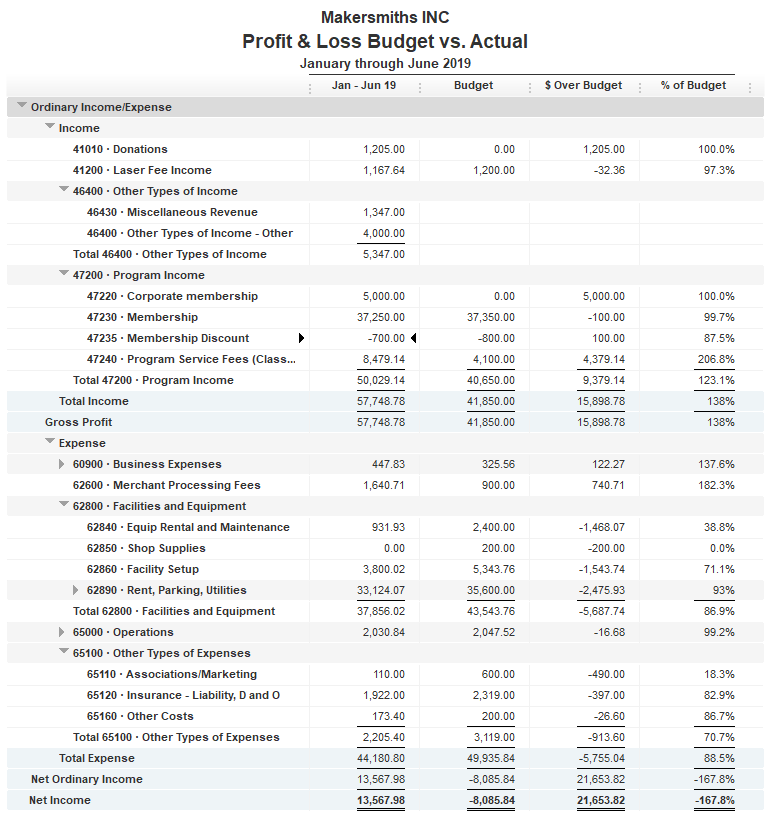 Makersmiths INC
Profit & Loss Budget vs. Actual
January through June 2019
Jan - Jun 19 Budget $ Over Budget % of Budget
Ordinary Income/Expense
Income
41010 · Donations 1,205.00 0.00 1,205.00 100.0%
41200 · Laser Fee Income 1,167.64 1,200.00 -32.36 97.3%
46400 · Other Types of Income
46430 · Miscellaneous Revenue 1,347.00
46400 · Other Types of Income - Other 4,000.00
Total 46400 · Other Types of Income 5,347.00
47200 · Program Income
47220 · Corporate membership 5,000.00 0.00 5,000.00 100.0%
47230 · Membership 37,250.00 37,350.00 -100.00 99.7%
47235 · Membership Discount -700.00 -800.00 100.00 87.5%
47240 · Program Service Fees (Class... 8,479.14 4,100.00 4,379.14 206.8%
Total 47200 · Program Income 50,029.14 40,650.00 9,379.14 123.1%
Total Income 57,748.78 41,850.00 15,898.78 138%
Gross Profit 57,748.78 41,850.00 15,898.78 138%
Expense
60900 · Business Expenses 447.83 325.56 122.27 137.6%
62600 · Merchant Processing Fees 1,640.71 900.00 740.71 182.3%
62800 · Facilities and Equipment
62840 · Equip Rental and Maintenance 931.93 2,400.00 -1,468.07 38.8%
62850 · Shop Supplies 0.00 200.00 -200.00 0.0%
62860 · Facility Setup 3,800.02 5,343.76 -1,543.74 71.1%
62890 · Rent, Parking, Utilities 33,124.07 35,600.00 -2,475.93 93%
Total 62800 · Facilities and Equipment 37,856.02 43,543.76 -5,687.74 86.9%
65000 · Operations 2,030.84 2,047.52 -16.68 99.2%
65100 · Other Types of Expenses
65110 · Associations/Marketing 110.00 600.00 -490.00 18.3%
65120 · Insurance - Liability, D and O 1,922.00 2,319.00 -397.00 82.9%
65160 · Other Costs 173.40 200.00 -26.60 86.7%
Total 65100 · Other Types of Expenses 2,205.40 3,119.00 -913.60 70.7%
Total Expense 44,180.80 49,935.84 -5,755.04 88.5%
Net Ordinary Income 13,567.98 -8,085.84 21,653.82 -167.8%
Net Income 13,567.98 -8,085.84 21,653.82 -167.8%